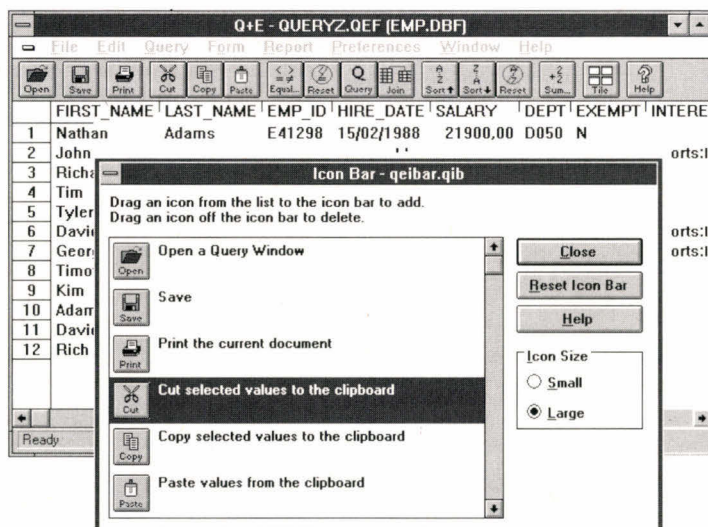 Q+E - QUERYZ.QEF (EMP.DBF)
File Edit Query Form Report Preferences Window Help
Open Save Print Cut Copy Paste Equal... Reset Query Join Sort Sort Reset Sum... Tile Help
FIRST_NAME LAST_NAME EMP_ID HIRE_DATE SALARY DEPT EXEMPT INTERE
1 Nathan Adams E41298 15/02/1988 21900,00 D050 N
2 John orts:l
3 Richa
4 Tim
5 Tyler
6 David orts:l
7 Georg orts:l
8 Timo
9 Kim
10 Adam
11 David
12 Rich
Ready
Icon Bar - qeibar.qib
Drag an icon from the list to the icon bar to add.
Drag an icon off the icon bar to delete.
Open Open a Query Window
Save Save
Print Print the current document
Cut Cut selected values to the clipboard
Copy Copy selected values to the clipboard
Paste Paste values from the clipboard
Close
Reset Icon Bar
Help
Icon Size
Small
Large